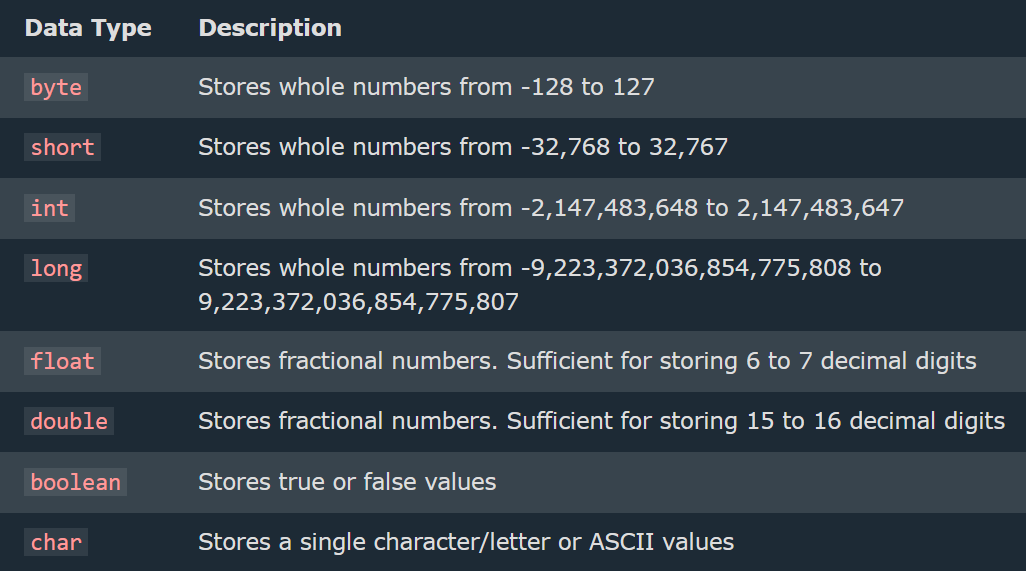 Data Type Description
byte Stores whole numbers from -128 to 127
short Stores whole numbers from -32,768 to 32,767
int Stores whole numbers from -2,147,483,648 to 2,147,483,647
long Stores whole numbers from -9,223,372,036,854,775,808 to
9,223,372,036,854,775,807
float Stores fractional numbers. Sufficient for storing 6 to 7 decimal digits
double Stores fractional numbers. Sufficient for storing 15 to 16 decimal digits
boolean Stores true or false values
char Stores a single character/letter or ASCII values